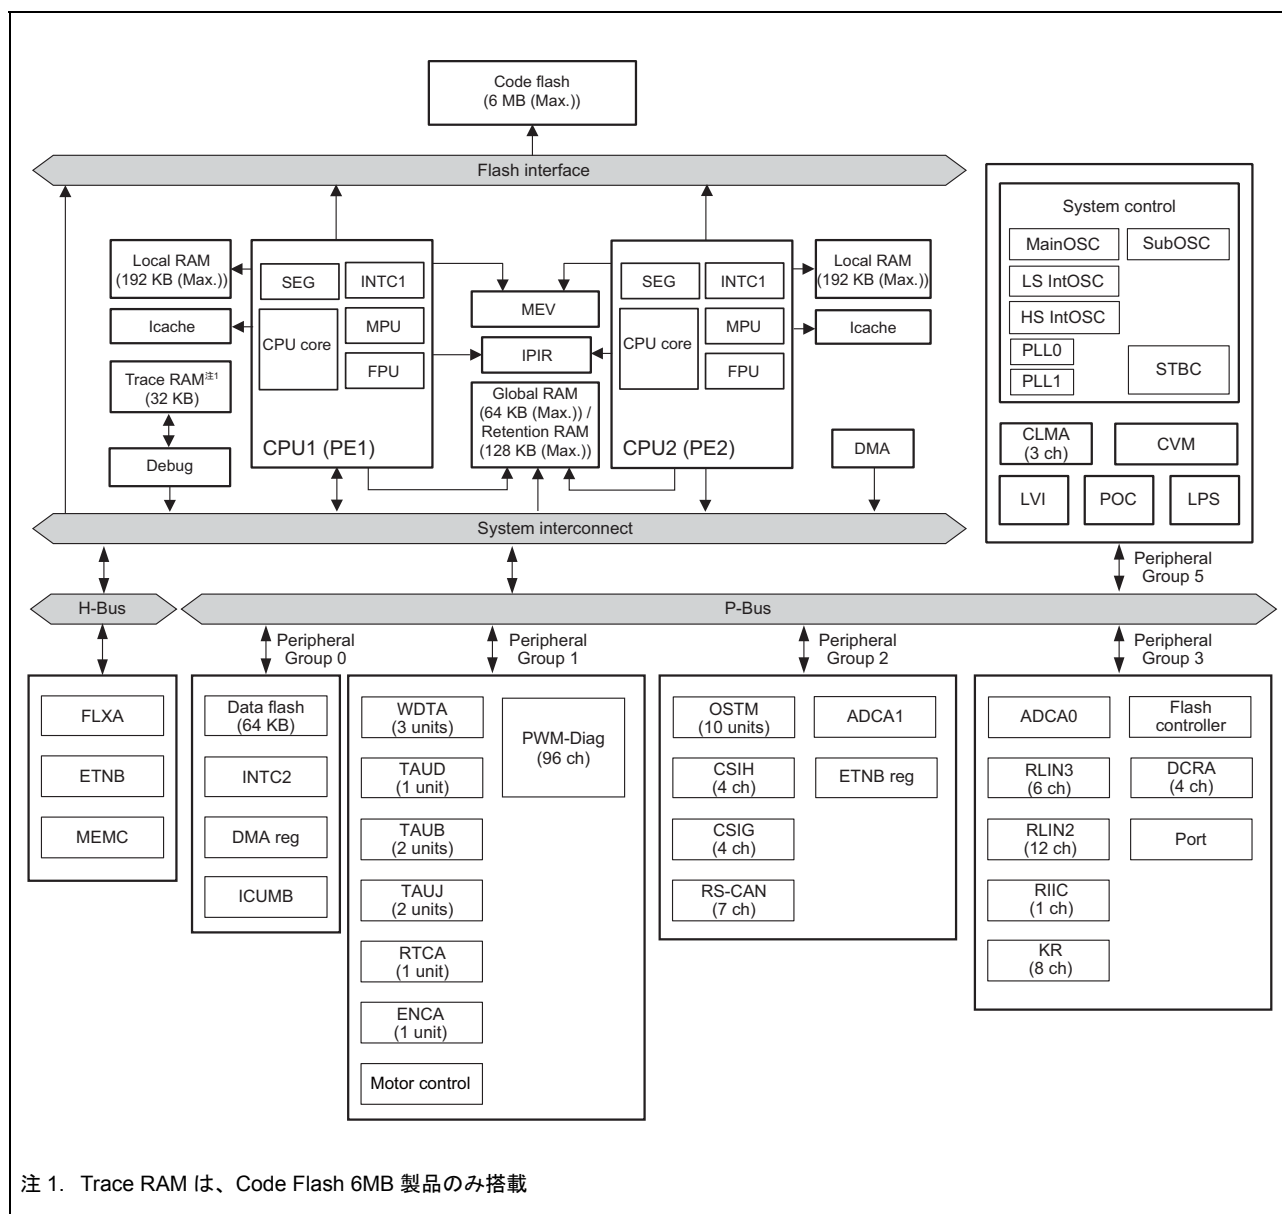 Code flash
(6 MB (Max.))
Flash interface
Local RAM
(192 KB (Max.))
Icache
Trace RAM注1
(32 KB)
Debug
SEG
INTC1
CPU core
MPU
FPU
CPU1 (PE1)
MEV
IPIR
Global RAM
(64 KB (Max.)) /
Retention RAM
(128 KB (Max.))
SEG
INTC1
CPU core
MPU
FPU
CPU2 (PE2)
Local RAM
(192 KB (Max.))
Icache
DMA
System interconnect
System control
MainOSC
SubOSC
LS IntOSC
HS IntOSC
PLL0
PLL1
STBC
CLMA
(3 ch)
CVM
LVI
POC
LPS
Peripheral
Group 5
H-Bus
P-Bus
Peripheral
Group 0
Peripheral
Group 1
Peripheral
Group 2
Peripheral
Group 3
FLXA
ETNB
MEMC
Data flash
(64 KB)
INTC2
DMA reg
ICUMB
WDTA
(3 units)
TAUD
(1 unit)
TAUB
(2 units)
TAUJ
(2 units)
RTCA
(1 unit)
ENCA
(1 unit)
Motor control
PWM-Diag
(96 ch)
OSTM
(10 units)
CSIH
(4 ch)
CSIG
(4 ch)
RS-CAN
(7 ch)
ADCA1
ETNB reg
ADCA0
RLIN3
(6 ch)
RLIN2
(12 ch)
RIIC
(1 ch)
KR
(8 ch)
Flash
controller
DCRA
(4 ch)
Port
注 1. Trace RAM は、Code Flash 6MB 製品のみ搭載